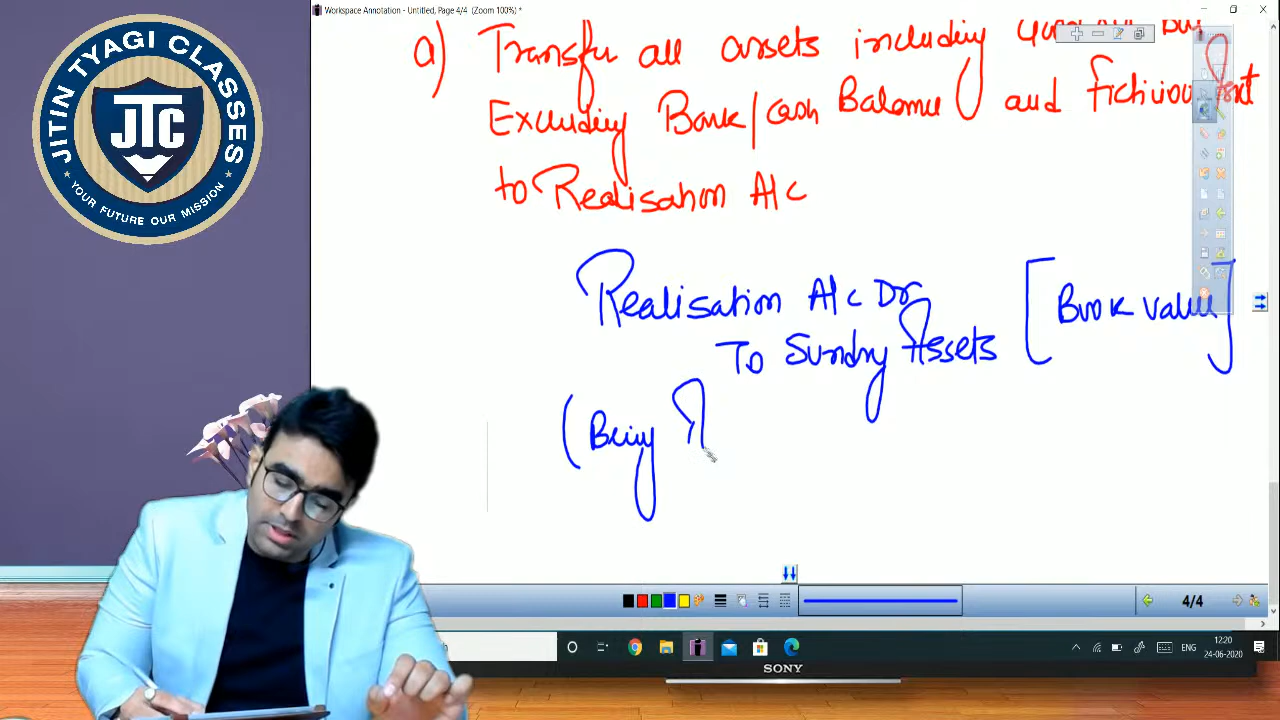 Workspace Annotation - Untitled, Page 4/4 (Zoom 100%) *
JITIN TYAGI CLASSES
JTC
YOUR FUTURE OUR MISSION
a) Transfer all assets including
Excluding Bank/cash Balance and
to Realisation A/c
Realisation A/c Dr
To Sundry Assets [Book value]
(Being
4/4
ENG
12:20
24-06-2020
SONY